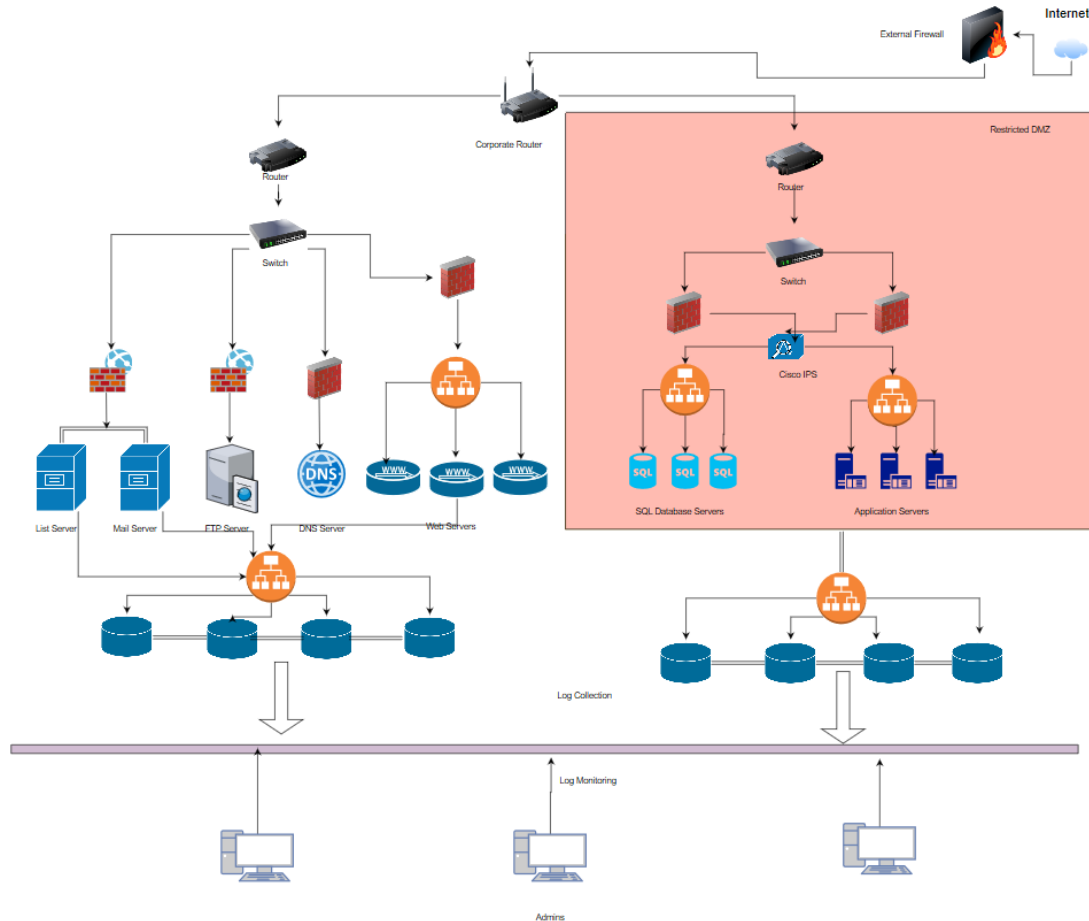 Internet
External Firewall
Corporate Router
Restricted DMZ
Router
Router
Switch
Switch
Cisco IPS
WWW
WWW
WWW
DNS
SQL
SQL
SQL
List Server
Mail Server
FTP Server
DNS Server
Web Servers
SQL Database Servers
Application Servers
Log Collection
Log Monitoring
Admins